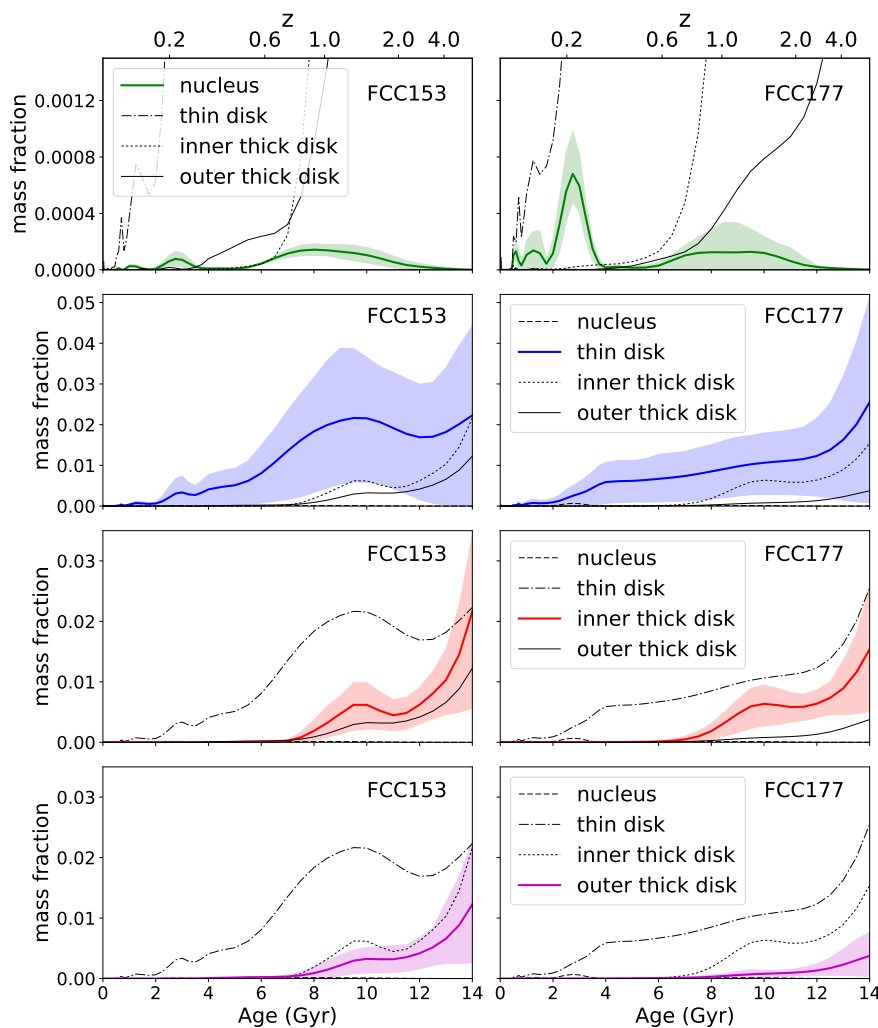 z z
0.2 0.6 1.0 2.0 4.0 0.2 0.6 1.0 2.0 4.0
mass fraction
0.0012
0.0008
0.0004
0.0000
nucleus
thin disk
inner thick disk
outer thick disk
FCC153
FCC177
mass fraction
0.05
0.04
0.03
0.02
0.01
0.00
FCC153
nucleus
thin disk
inner thick disk
outer thick disk
FCC177
mass fraction
0.03
0.02
0.01
0.00
FCC153
nucleus
thin disk
inner thick disk
outer thick disk
FCC177
mass fraction
0.03
0.02
0.01
0.00
FCC153
nucleus
thin disk
inner thick disk
outer thick disk
FCC177
0 2 4 6 8 10 12 14 0 2 4 6 8 10 12 14
Age (Gyr) Age (Gyr)